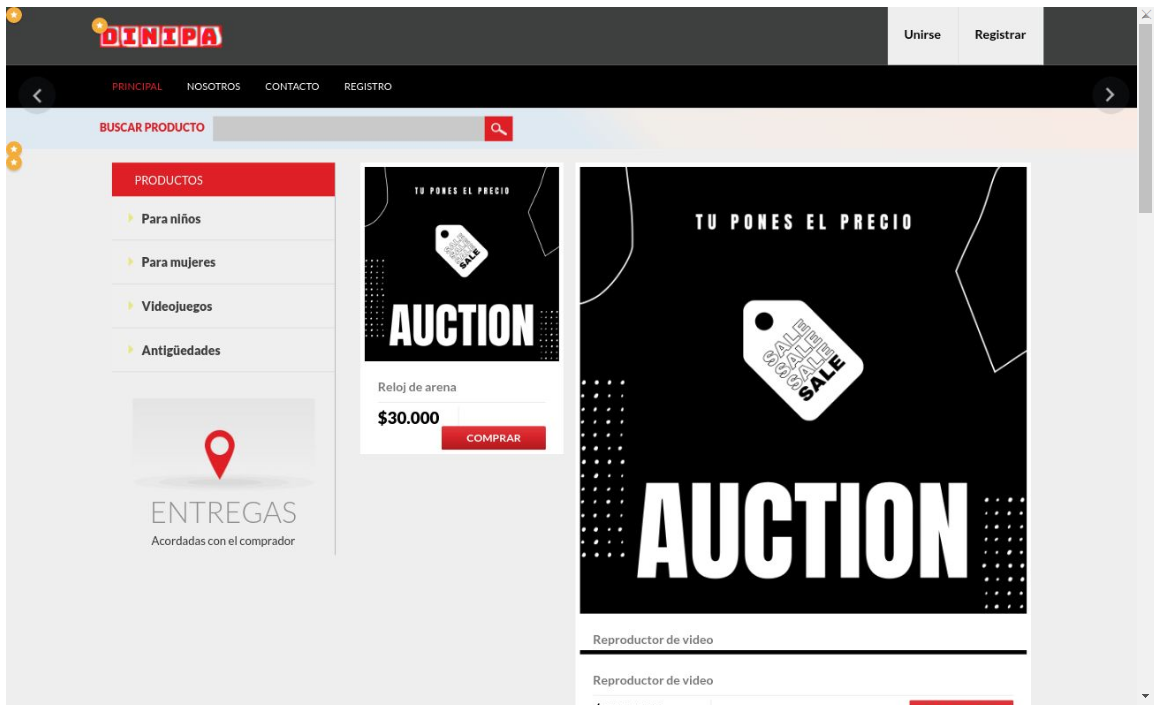 DINIPA
Unirse Registrar
PRINCIPAL NOSOTROS CONTACTO REGISTRO
BUSCAR PRODUCTO
PRODUCTOS
Para niños
Para mujeres
Videojuegos
Antigüedades
ENTREGAS
Acordadas con el comprador
TU PONES EL PRECIO
SALE
SALE
SALE
SALE
AUCTION
Reloj de arena
$30.000
COMPRAR
TU PONES EL PRECIO
SALE
SALE
SALE
SALE
AUCTION
Reproductor de video
Reproductor de video